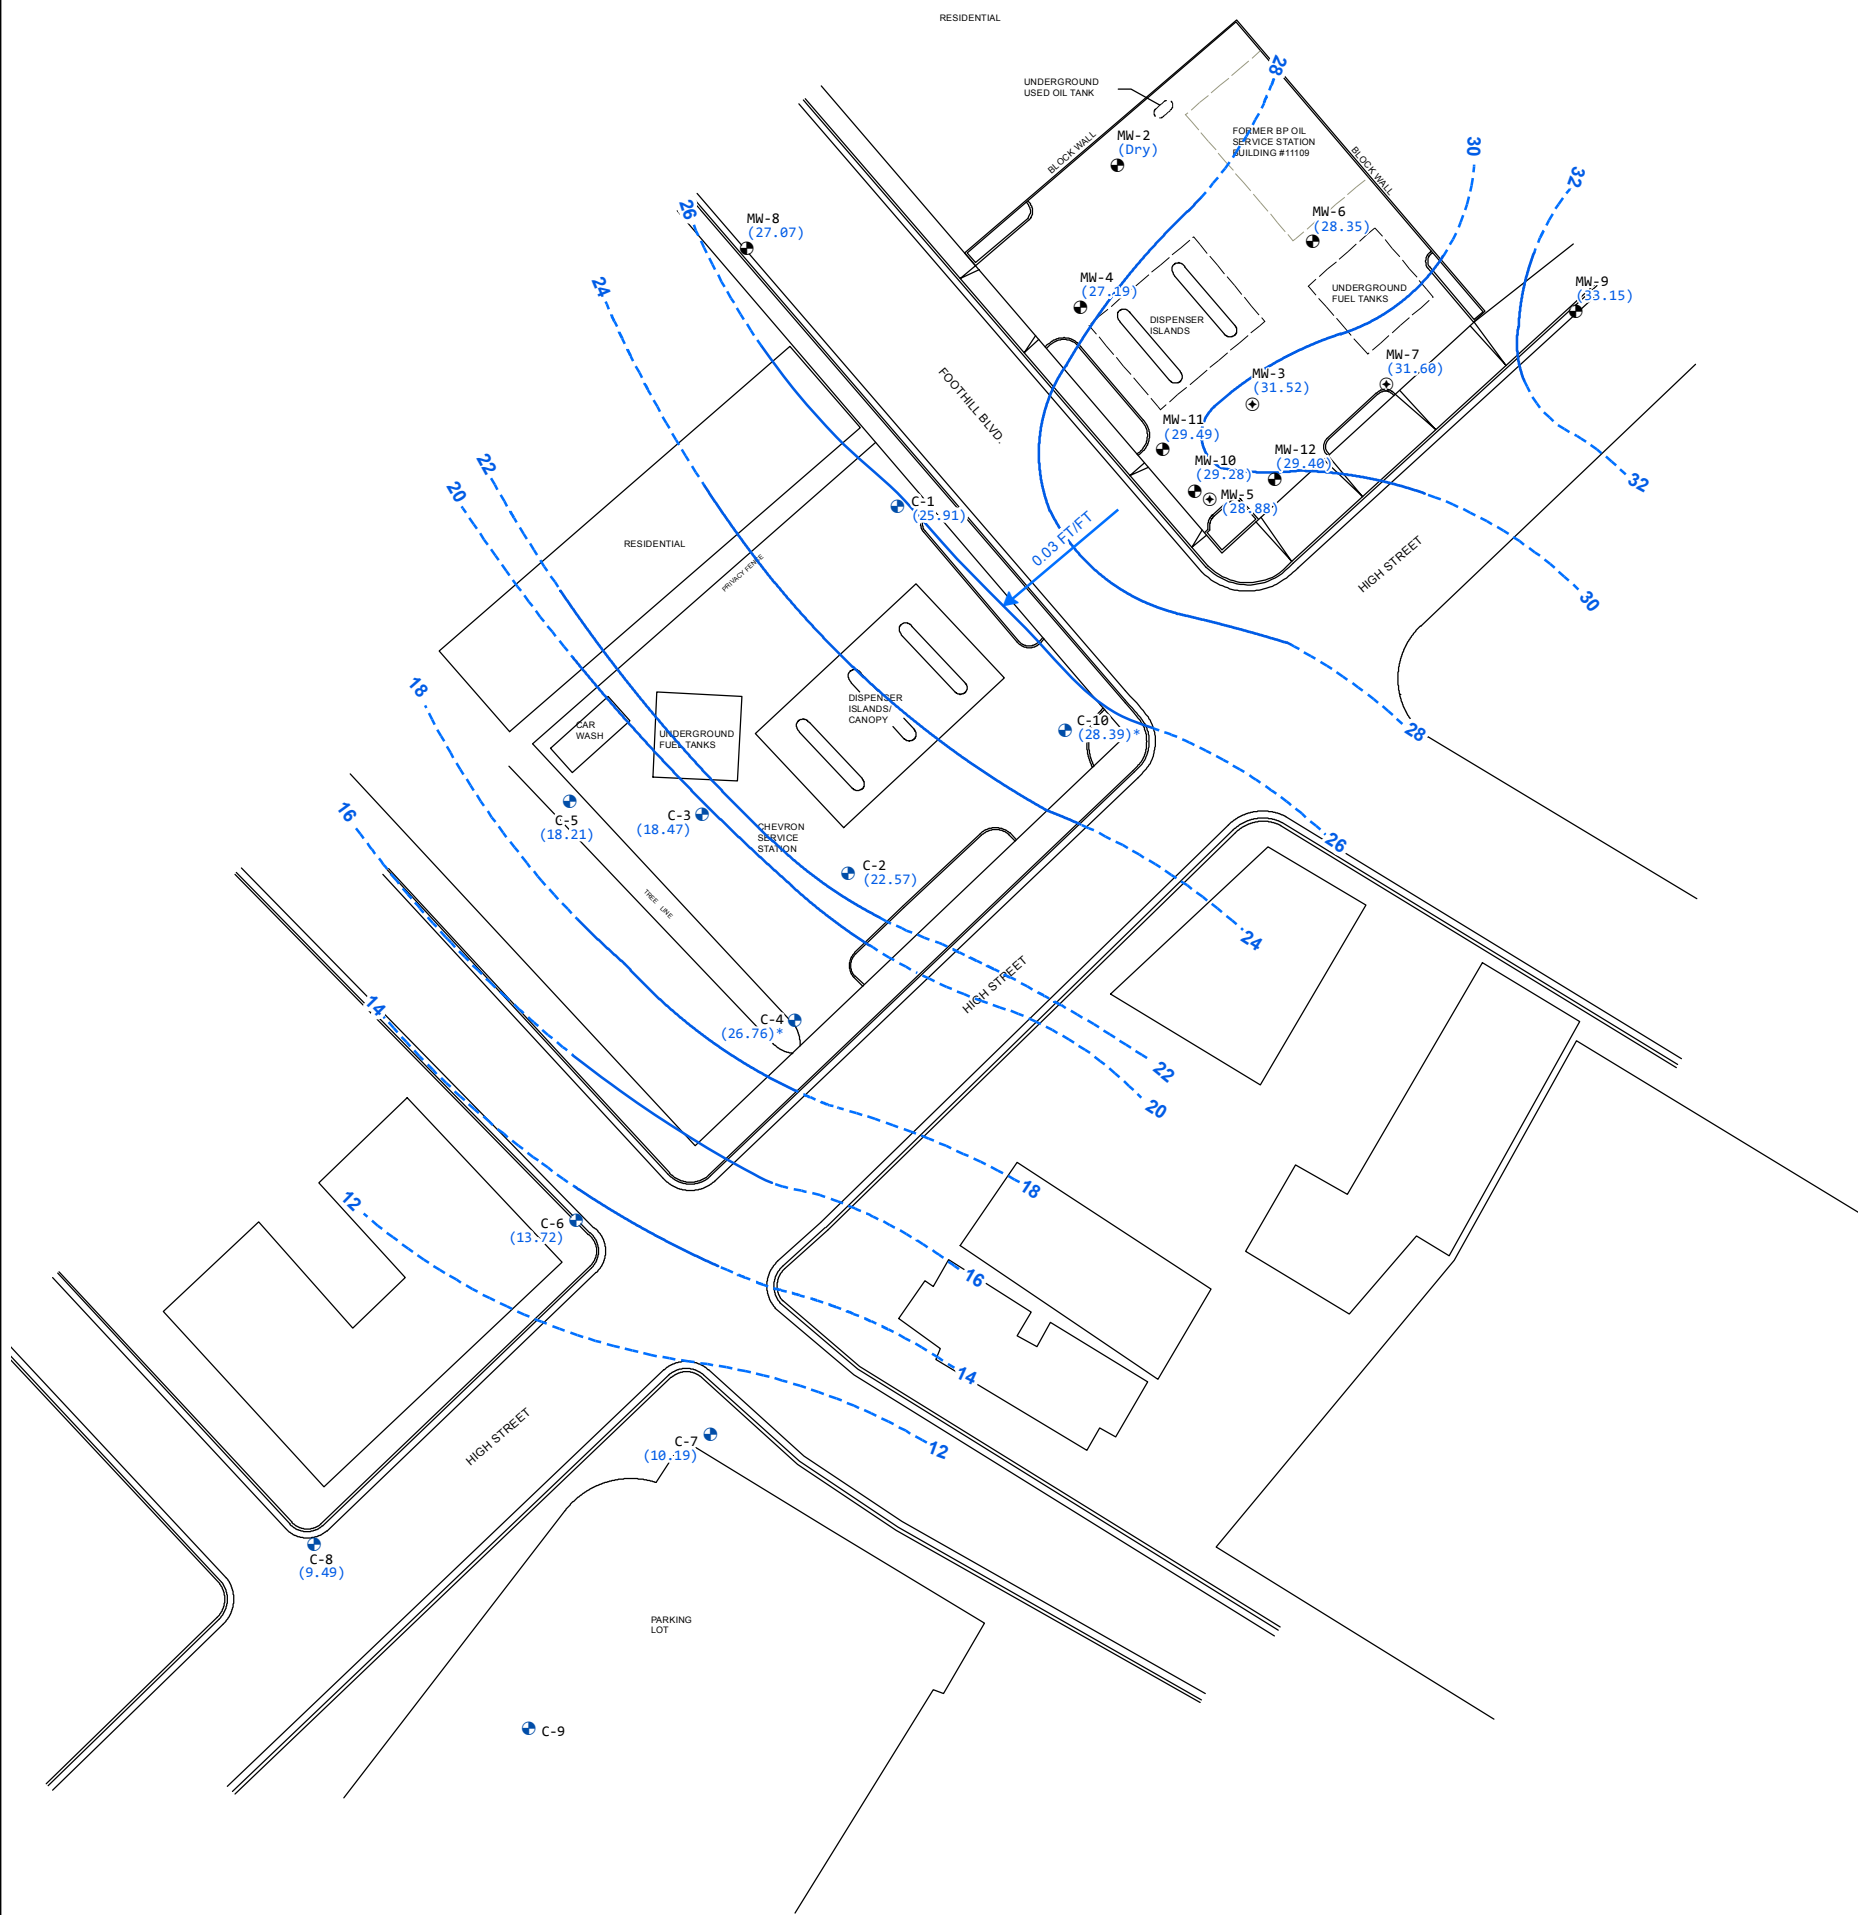 RESIDENTIAL
28
UNDERGROUND
USED OIL TANK
MW-2
(Dry)
BLOCK WALL
FORMER BP OIL
SERVICE STATION
BUILDING #11109
BLOCK WALL
30
32
26
MW-8
(27.07)
MW-6
(28.35)
24
MW-4
(27.19)
UNDERGROUND
FUEL TANKS
MW-9
(33.15)
DISPENSER
ISLANDS
MW-7
(31.60)
MW-3
(31.52)
FOOTHILL BLVD.
MW-11
(29.49)
MW-10
(29.28)
MW-12
(29.40)
22
20
32
C-1
(25.91)
MW-5
(28.88)
0.03 FT/FT
RESIDENTIAL
PRIVACY FENCE
HIGH STREET
30
18
DISPENSER
ISLANDS/
CANOPY
CAR
WASH
UNDERGROUND
FUEL TANKS
C-10
(28.39)*
28
16
C-5
(18.21)
C-3
(18.47)
CHEVRON
SERVICE
STATION
26
C-2
(22.57)
TREE LINE
24
HIGH STREET
14
C-4
(26.76)*
22
20
18
12
C-6
(13.72)
16
14
HIGH STREET
C-7
(10.19)
12
C-8
(9.49)
PARKING
LOT
C-9